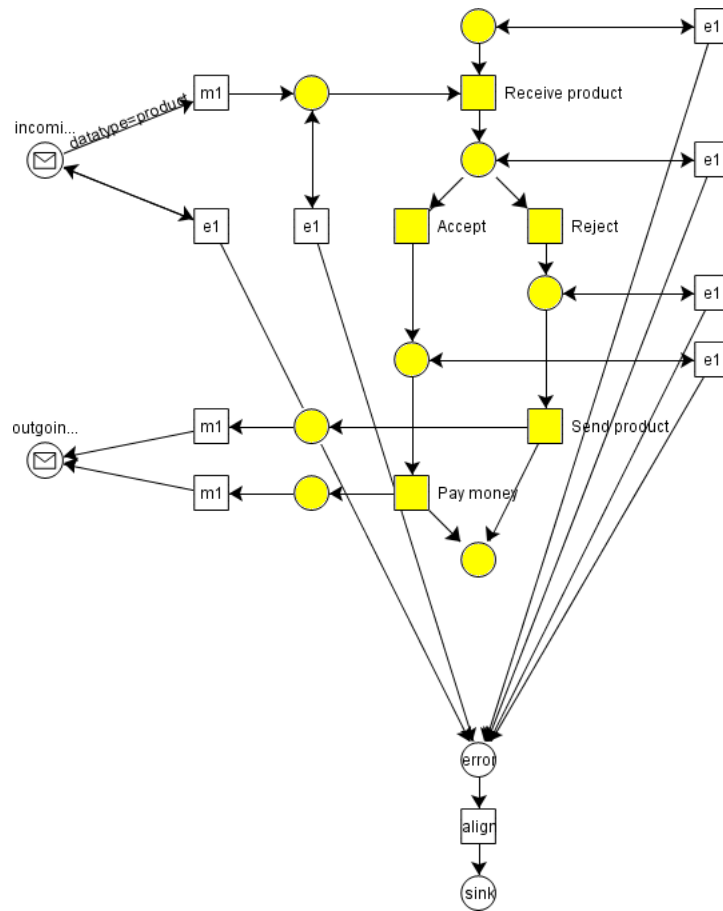 e1
m1
Receive product
incomi...
datatype=product
e1
e1
e1
Accept
Reject
e1
e1
outgoin...
m1
Send product
m1
Pay money
error
align
sink